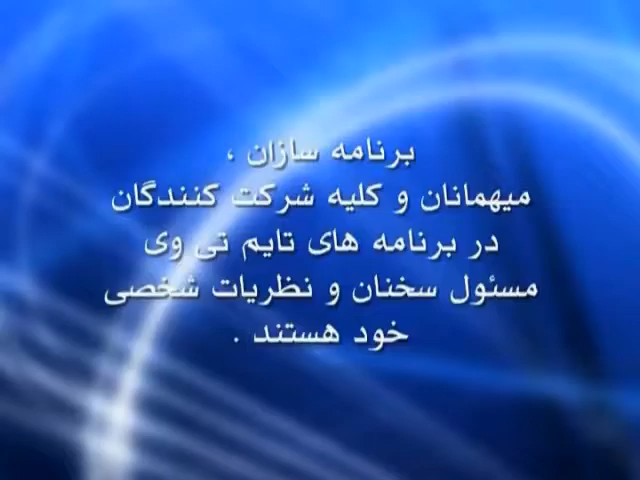 برنامه سازان ،
میهمانان و کلیه شرکت کنندگان
در برنامه های تایم تی وی
مسئول سخنان و نظریات شخصی
خود هستند .